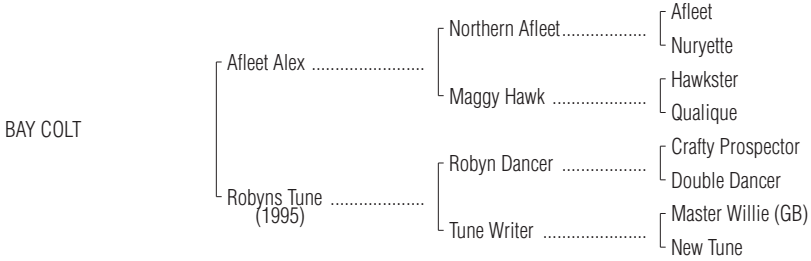 Afleet
Northern Afleet...................
Nuryette
Afleet Alex ........................
Hawkster
Maggy Hawk ....................
Qualique
BAY COLT
Crafty Prospector
Robyn Dancer ..................
Double Dancer
Robyns Tune ....................
(1995)
Master Willie (GB)
Tune Writer ......................
New Tune